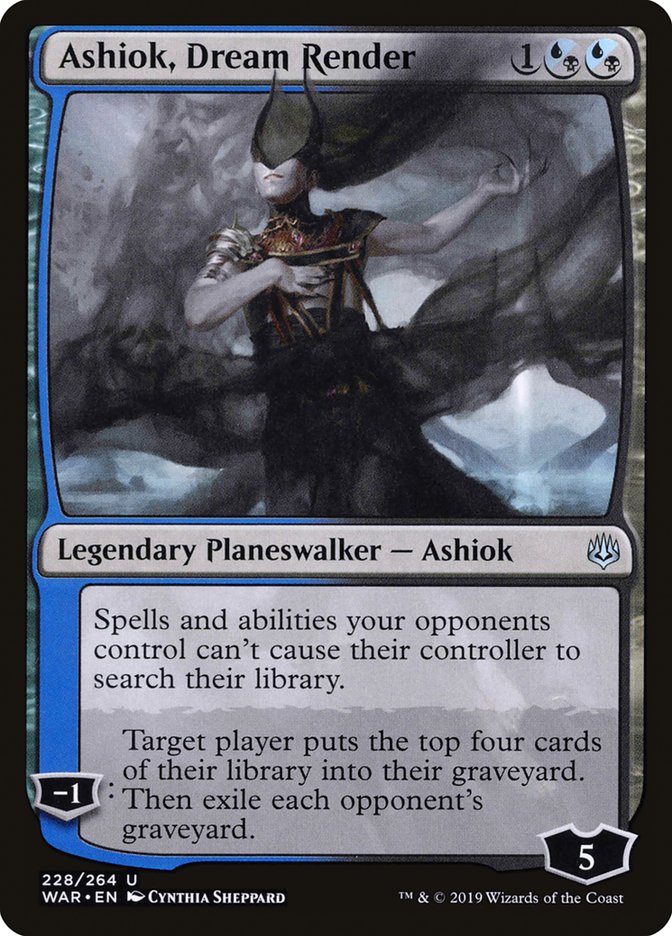 Ashiok, Dream Render 1
Legendary Planeswalker — Ashiok
Spells and abilities your opponents
control can't cause their controller to
search their library.
Target player puts the top four cards
of their library into their graveyard.
-1 : Then exile each opponent's
graveyard.
5
228/264 U
WAR • EN Cynthia Sheppard
™ & © 2019 Wizards of the Coast